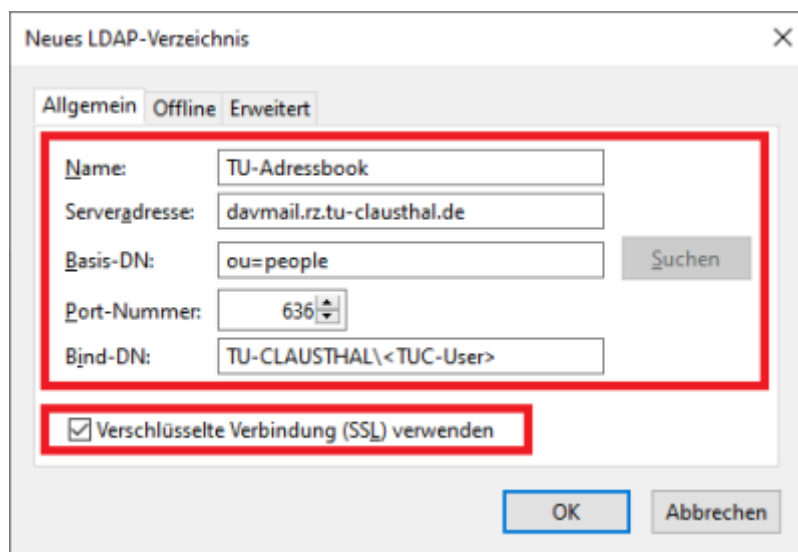 Neues LDAP-Verzeichnis
Allgemein Offline Erweitert
Name: TU-Adressbook
Serveradresse: davmail.rz.tu-clausthal.de
Basis-DN: ou=people Suchen
Port-Nummer: 636
Bind-DN: TU-CLAUSTHAL\<TUC-User>
Verschlüsselte Verbindung (SSL) verwenden
OK Abbrechen